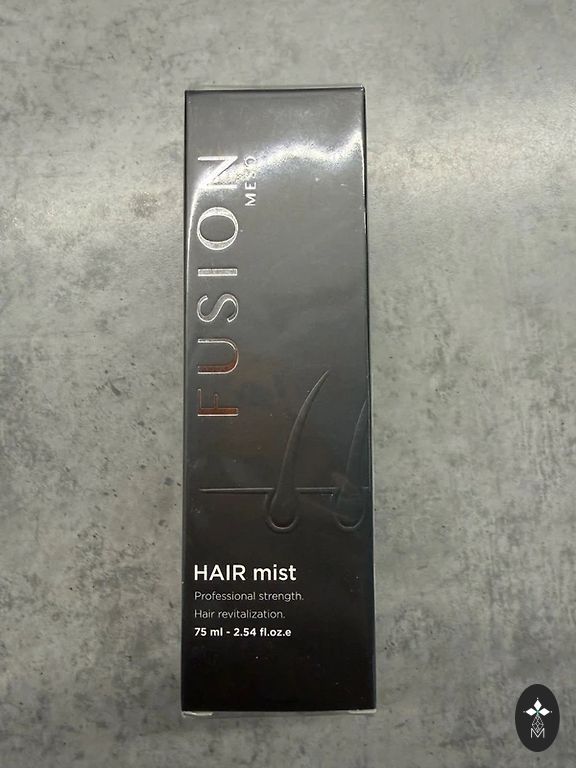 FUSION
MESO
HAIR mist
Professional strength.
Hair revitalization.
75 ml - 2.54 fl.oz.e
M